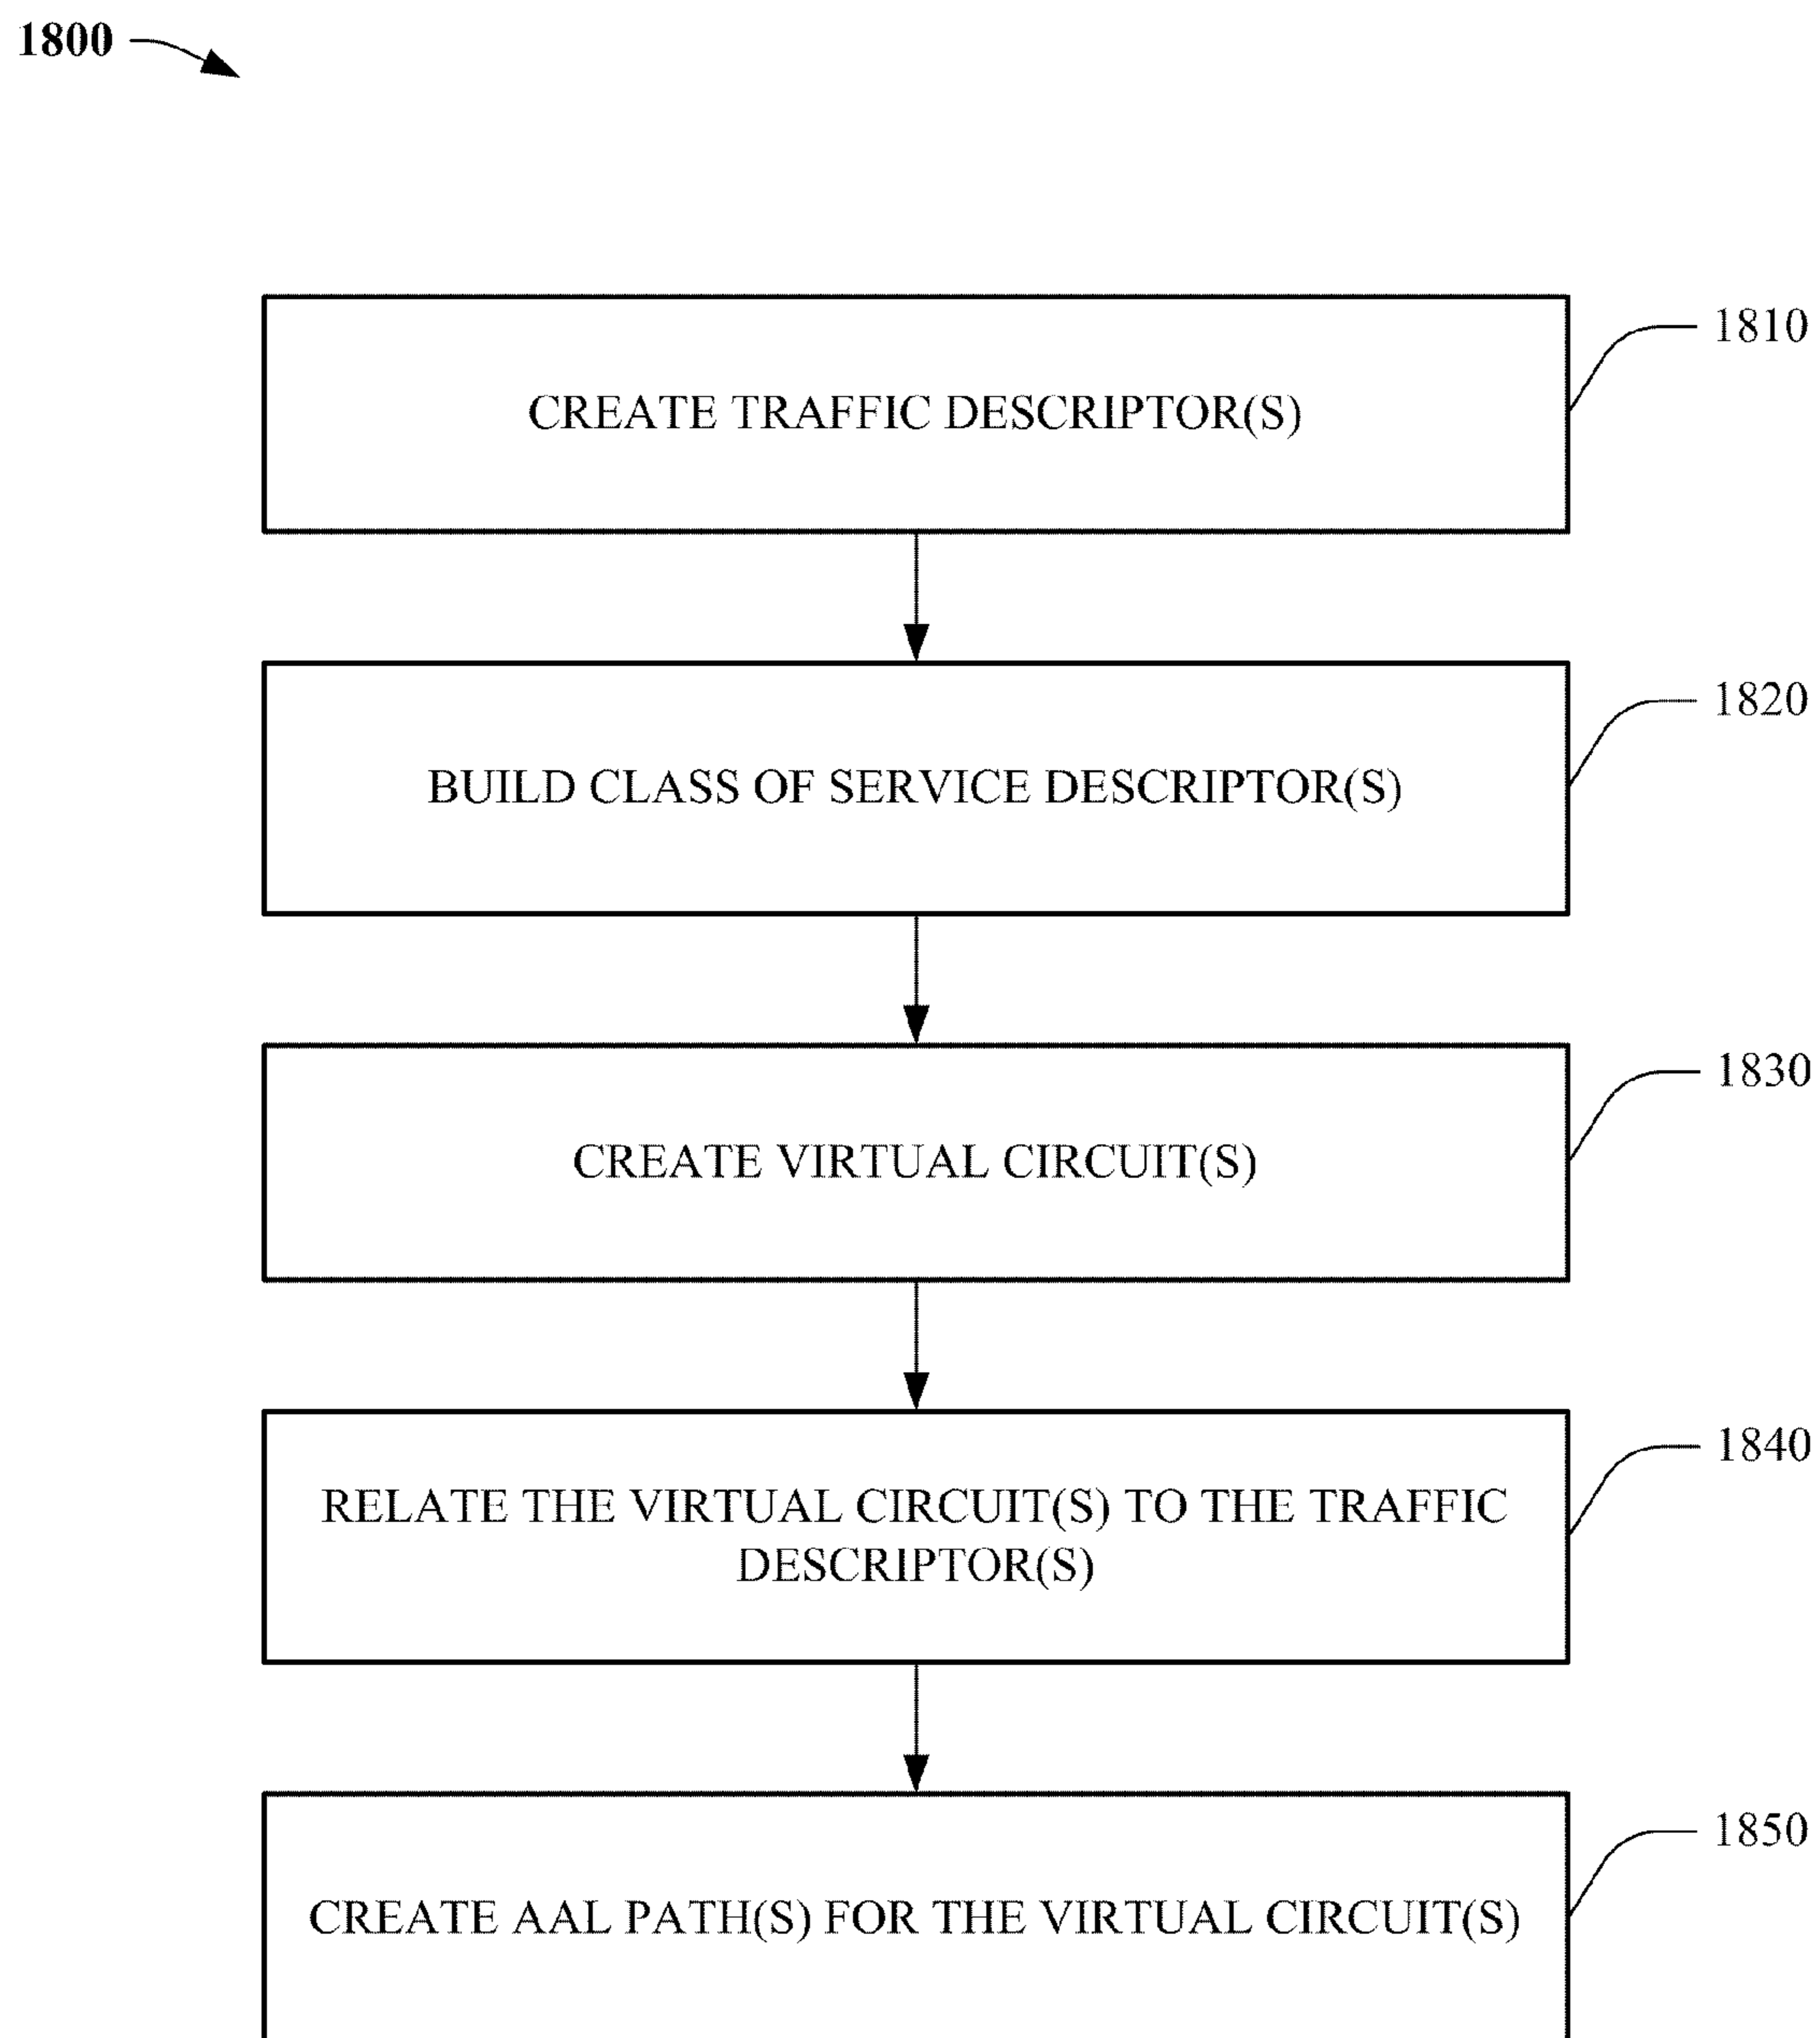 1800
1810
CREATE TRAFFIC DESCRIPTOR(S)
1820
BUILD CLASS OF SERVICE DESCRIPTOR(S)
1830
CREATE VIRTUAL CIRCUIT(S)
1840
RELATE THE VIRTUAL CIRCUIT(S) TO THE TRAFFIC
DESCRIPTOR(S)
1850
CREATE AAL PATH(S) FOR THE VIRTUAL CIRCUIT(S)